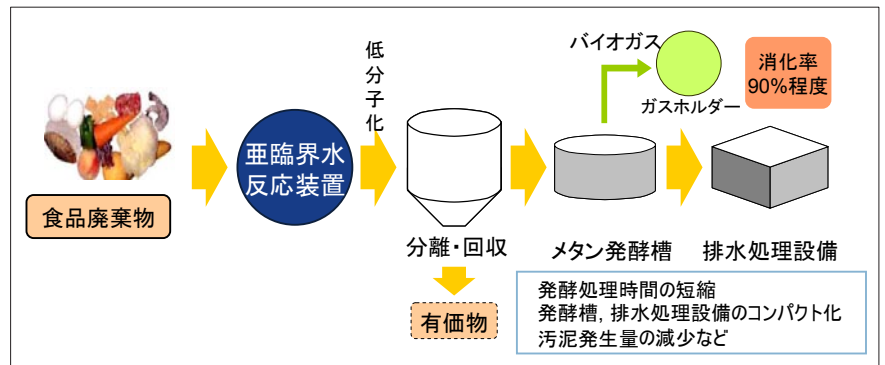 食品廃棄物
亜臨界水
反応装置
低分子化
分離・回収
有価物
バイオガス
ガスホルダー
消化率
90%程度
メタン発酵槽
排水処理設備
発酵処理時間の短縮
発酵槽, 排水処理設備のコンパクト化
汚泥発生量の減少など